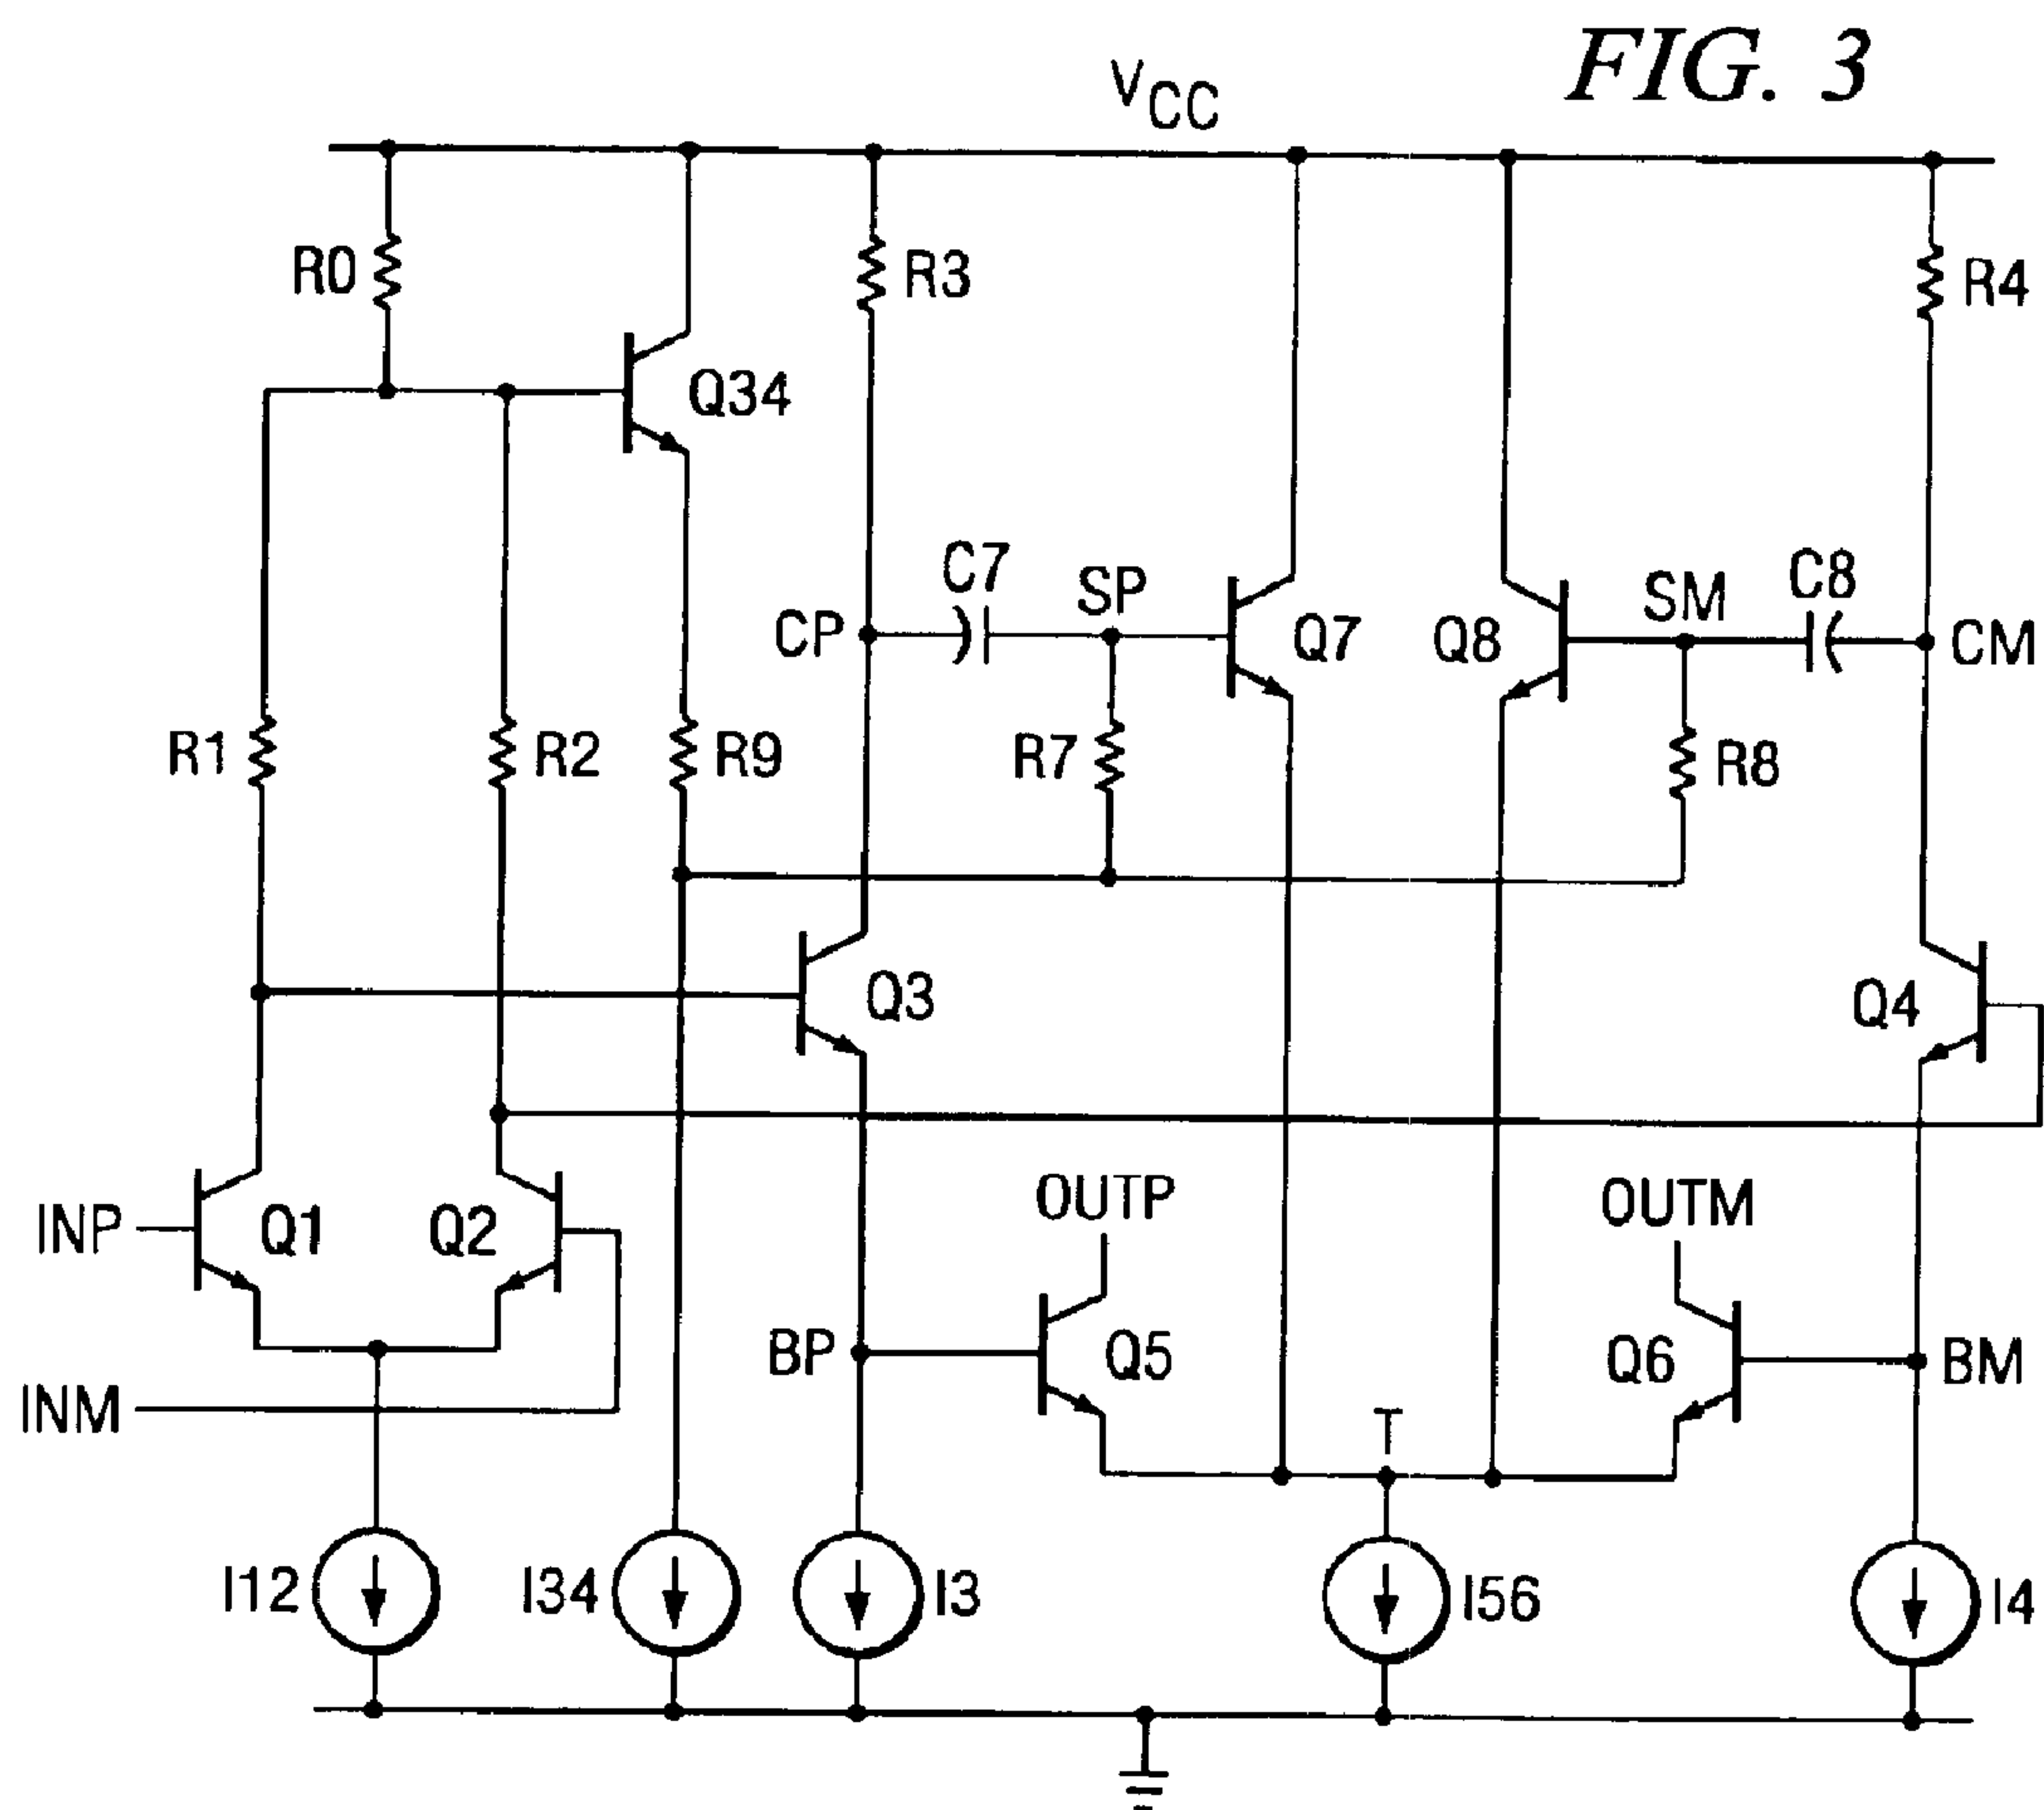 FIG. 3
VCC
R0
R3
R4
Q34
C7
SP
SM
C8
CP
Q7
Q8
CM
R1
R2
R9
R7
R8
Q3
Q4
OUTP
OUTM
INP
Q1
Q2
BP
Q5
Q6
BM
INM
T
I12
I34
I3
I56
I4